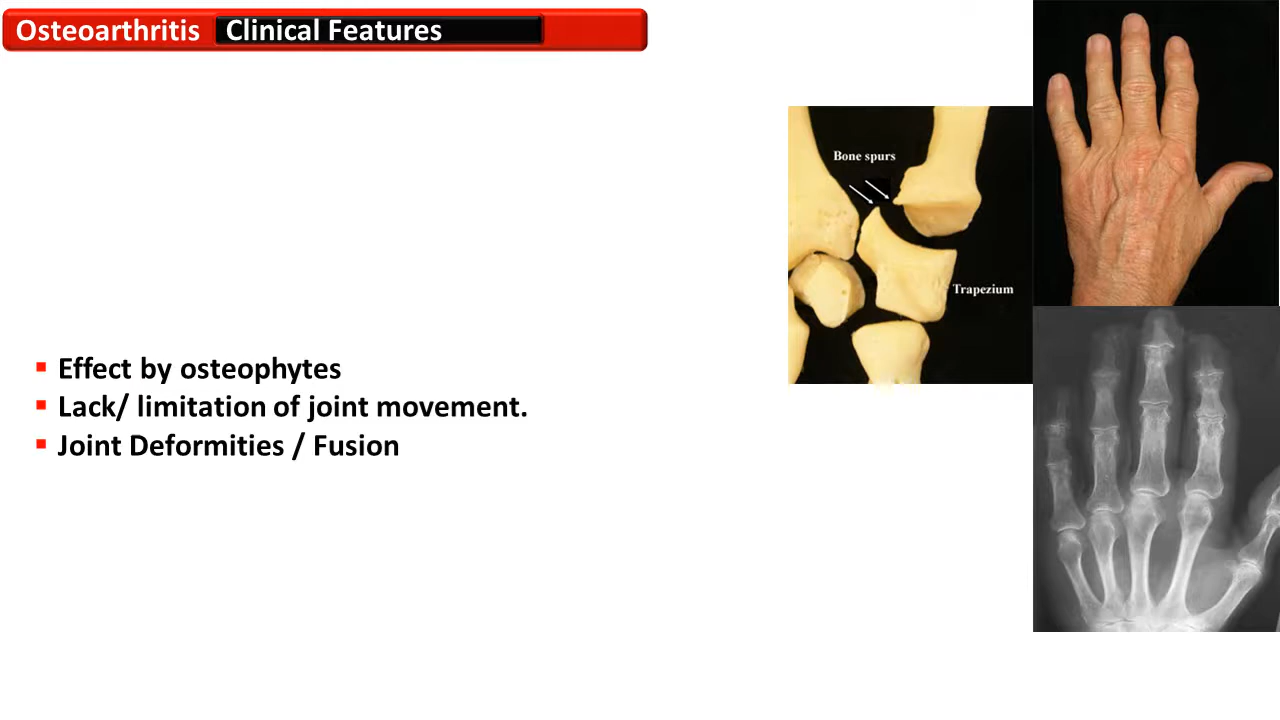 Osteoarthritis Clinical Features
Bone spurs
Trapezium
▪ Effect by osteophytes
▪ Lack/ limitation of joint movement.
▪ Joint Deformities / Fusion